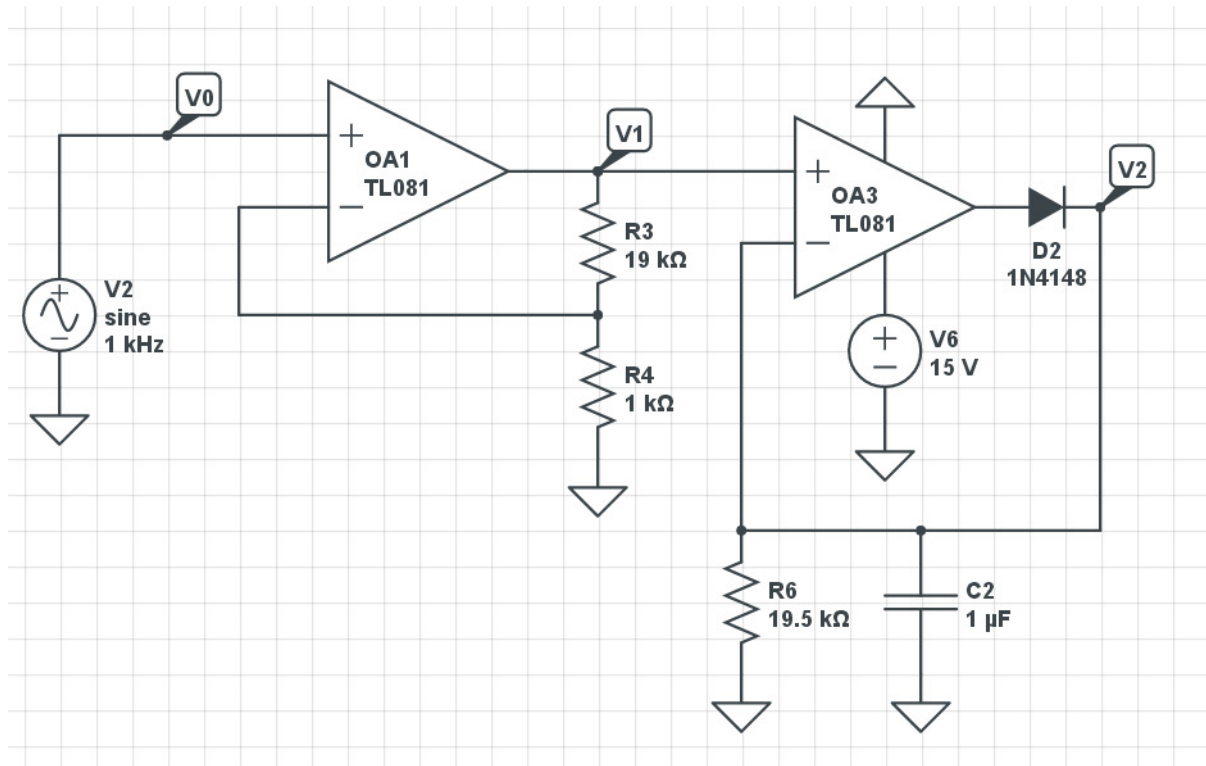 V0
+
OA1
TL081
−
V1
+
OA3
TL081
−
V2
D2
1N4148
R3
19 kΩ
+
V2
sine
1 kHz
−
+
V6
15 V
−
R4
1 kΩ
R6
19.5 kΩ
C2
1 µF